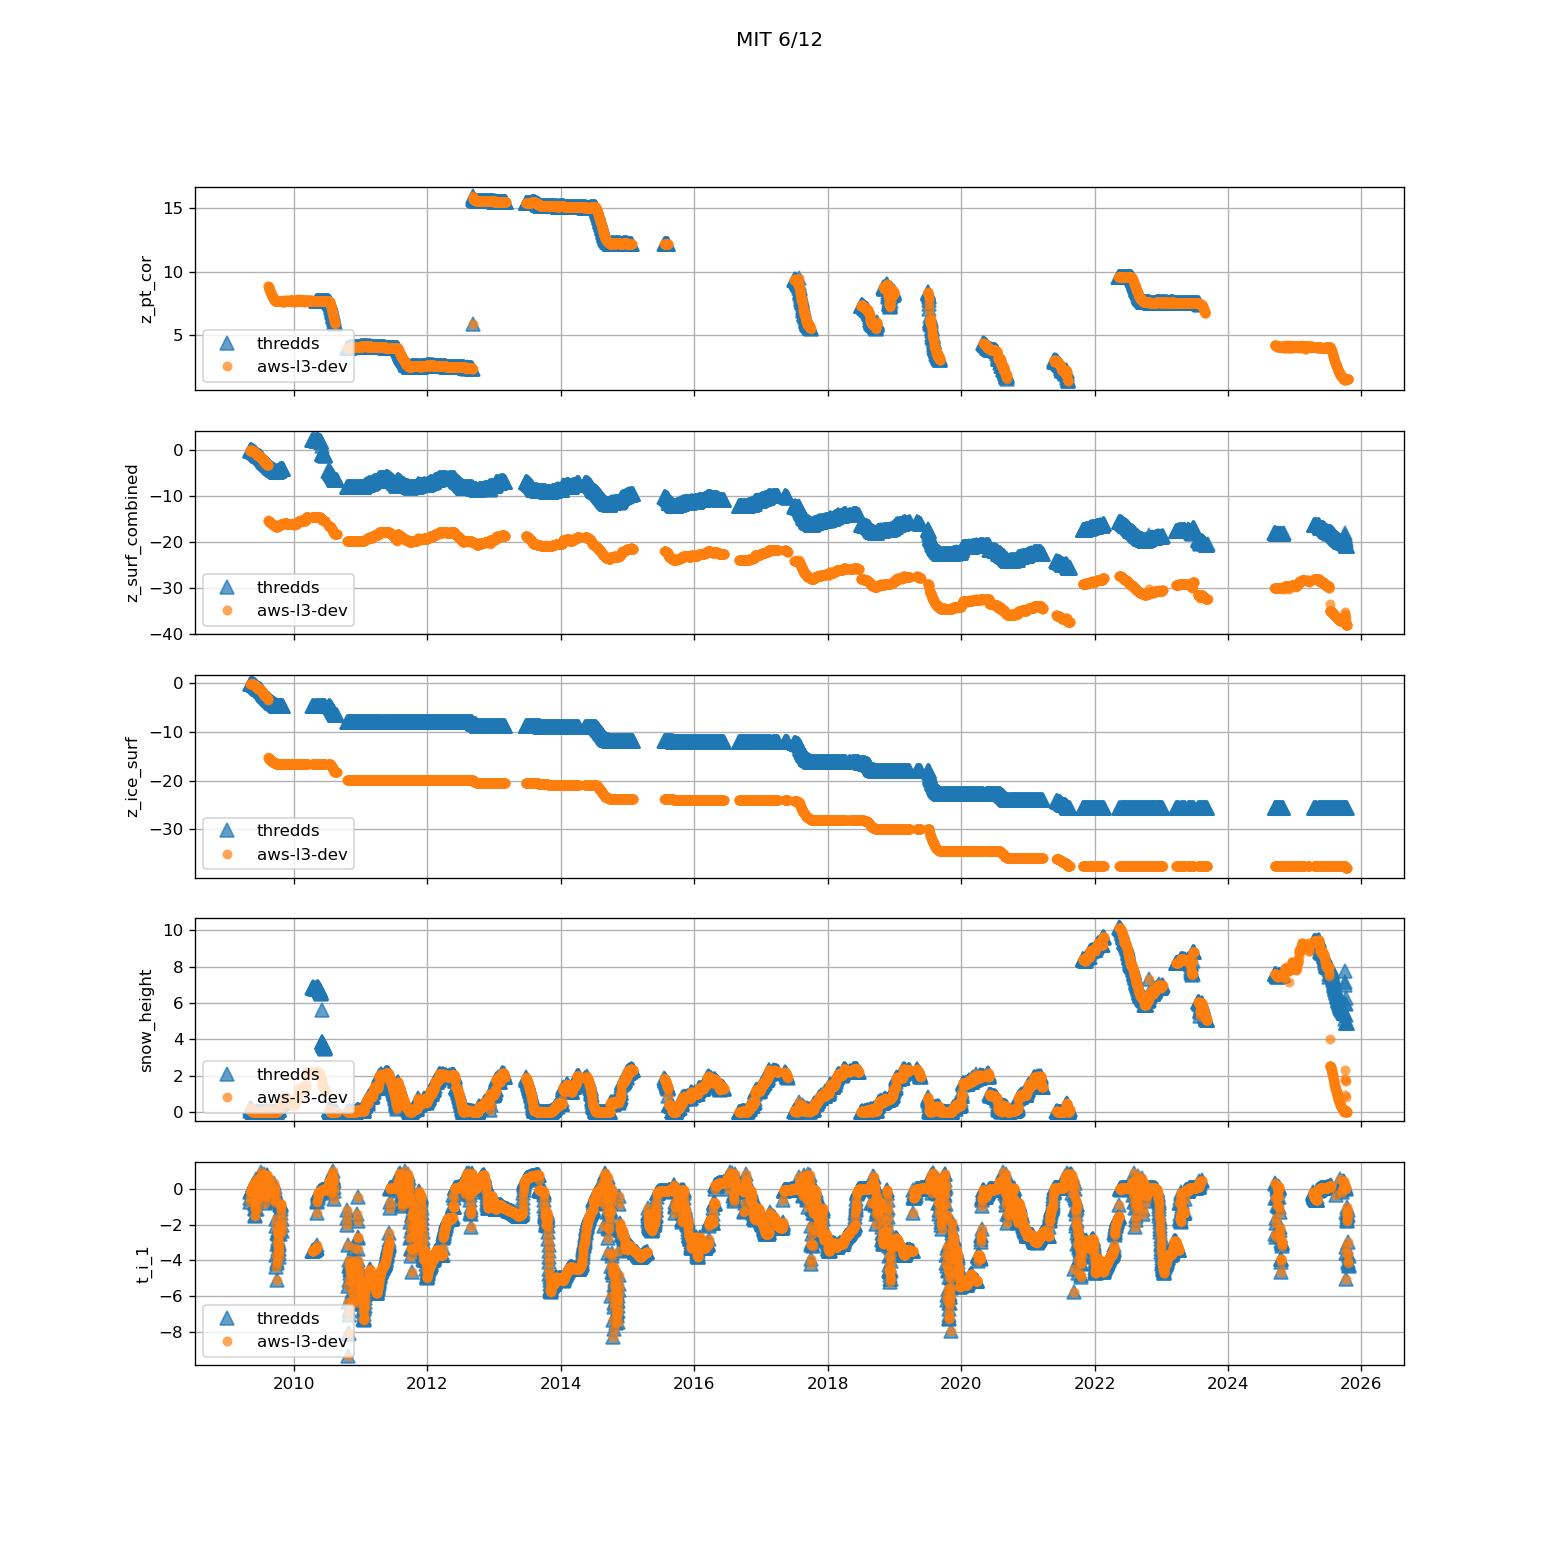 MIT 6/12
15
10
5
z_pt_cor
thredds
aws-l3-dev
0
−10
−20
−30
−40
z_surf_combined
thredds
aws-l3-dev
0
−10
−20
−30
z_ice_surf
thredds
aws-l3-dev
10
8
6
4
2
0
snow_height
thredds
aws-l3-dev
0
−2
−4
−6
−8
t_i_1
thredds
aws-l3-dev
2010 2012 2014 2016 2018 2020 2022 2024 2026